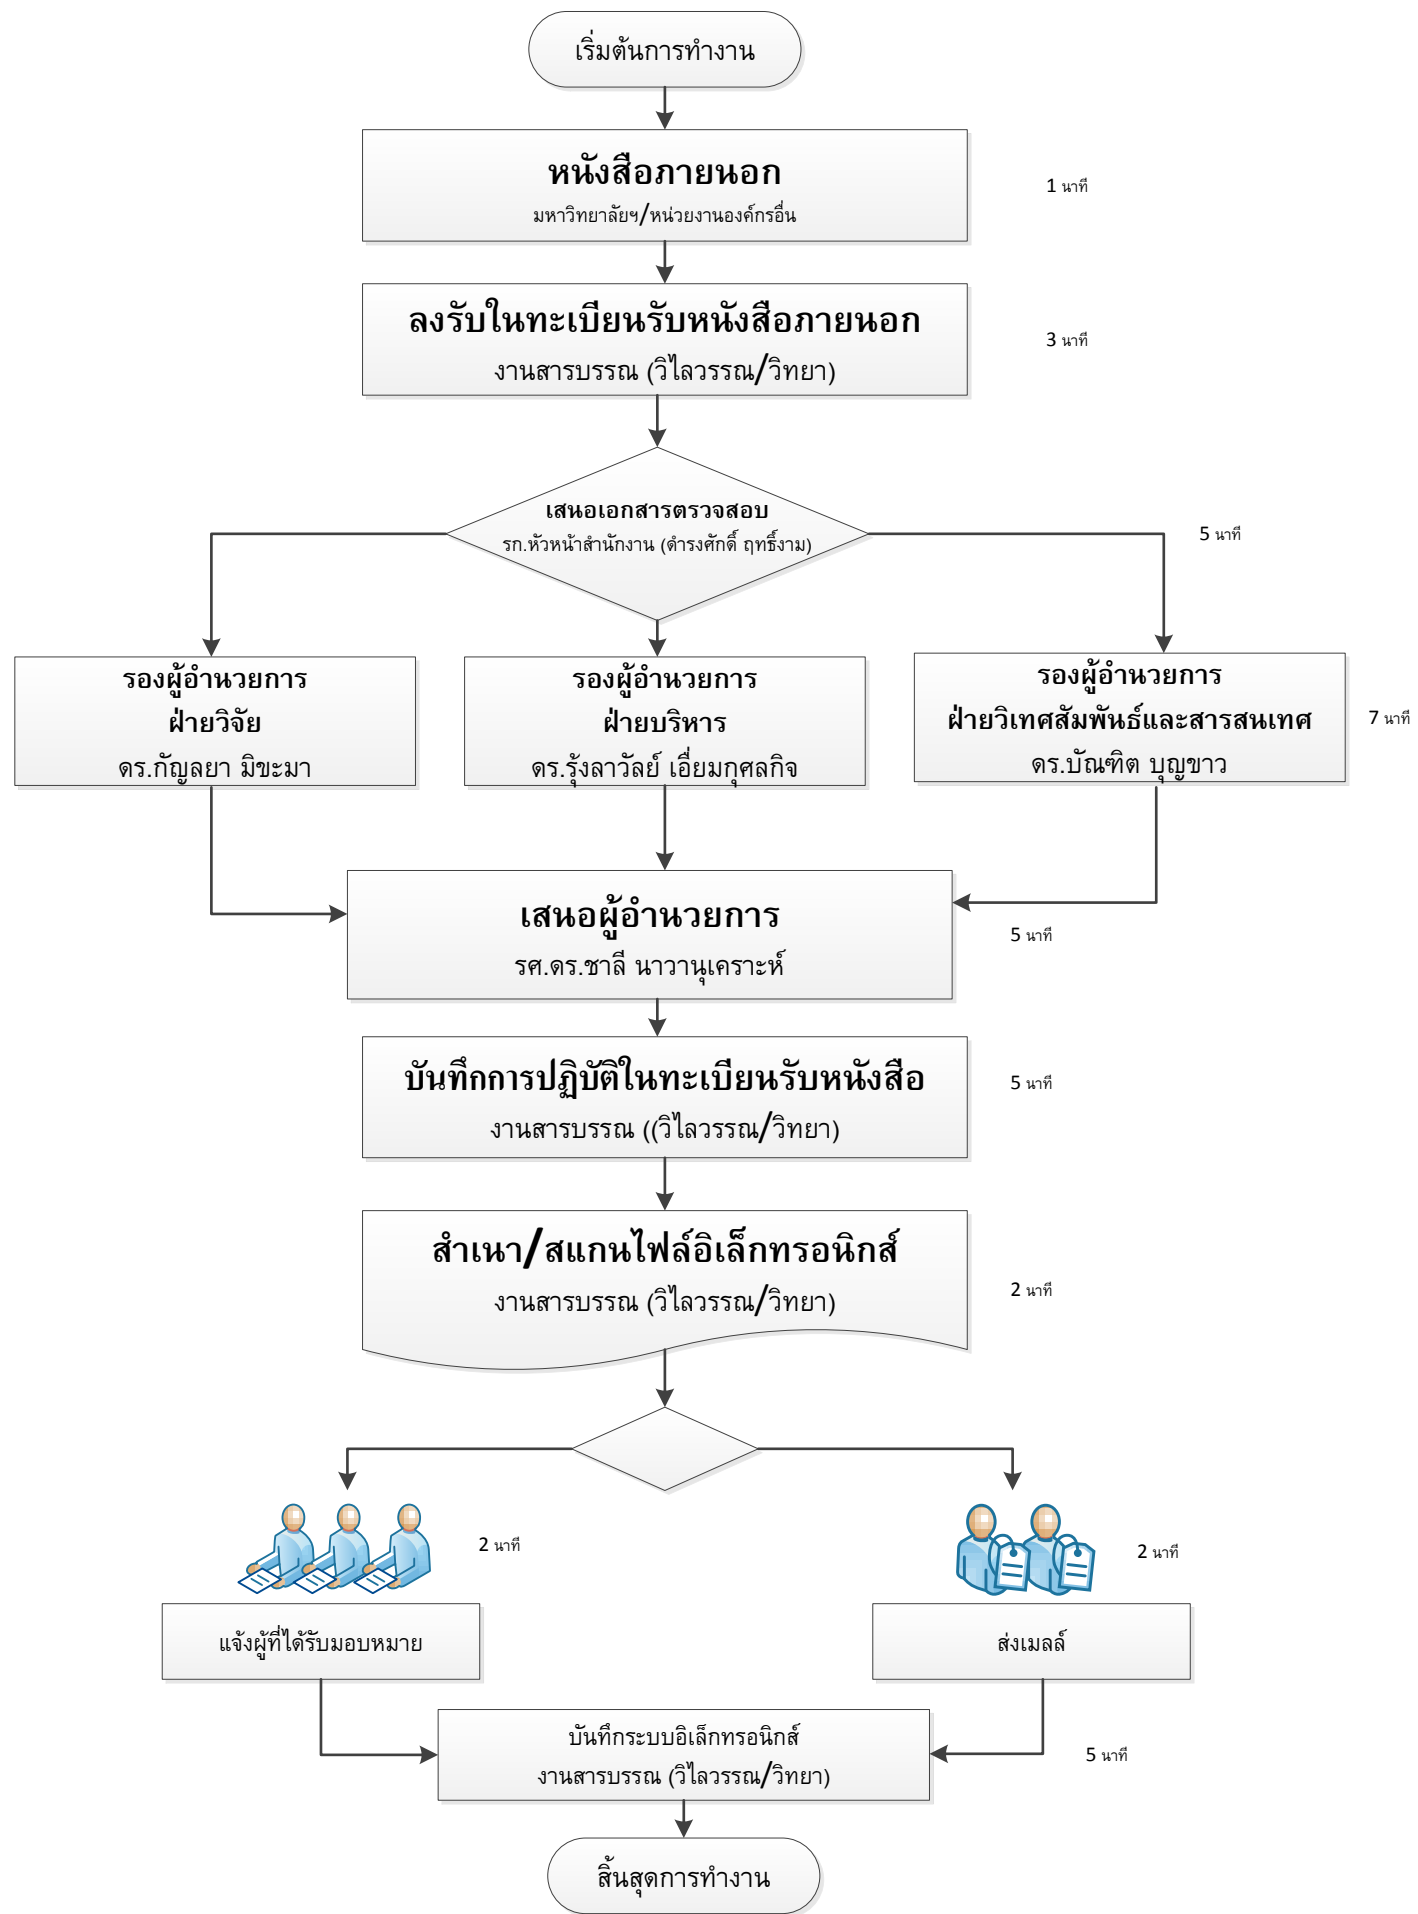 เริ่มต้นการทำงาน
หนังสือภายนอก
มหาวิทยาลัยฯ/หน่วยงานองค์กรอื่น
1 นาที
ลงรับในทะเบียนรับหนังสือภายนอก
งานสารบรรณ (วิไลวรรณ/วิทยา)
3 นาที
เสนอเอกสารตรวจสอบ
รก.หัวหน้าสำนักงาน (ดำรงศักดิ์ ฤทธิ์งาม)
5 นาที
รองผู้อำนวยการ
ฝ่ายวิจัย
ดร.กัญลยา มิขะมา
รองผู้อำนวยการ
ฝ่ายบริหาร
ดร.รุ้งลาวัลย์ เอี่ยมกุศลกิจ
รองผู้อำนวยการ
ฝ่ายวิเทศสัมพันธ์และสารสนเทศ
ดร.บัณฑิต บุญขาว
7 นาที
เสนอผู้อำนวยการ
รศ.ดร.ชาลี นาวานุเคราะห์
5 นาที
บันทึกการปฏิบัติในทะเบียนรับหนังสือ
งานสารบรรณ ((วิไลวรรณ/วิทยา)
5 นาที
สำเนา/สแกนไฟล์อิเล็กทรอนิกส์
งานสารบรรณ (วิไลวรรณ/วิทยา)
2 นาที
2 นาที
2 นาที
แจ้งผู้ที่ได้รับมอบหมาย
ส่งเมลล์
บันทึกระบบอิเล็กทรอนิกส์
งานสารบรรณ (วิไลวรรณ/วิทยา)
5 นาที
สิ้นสุดการทำงาน